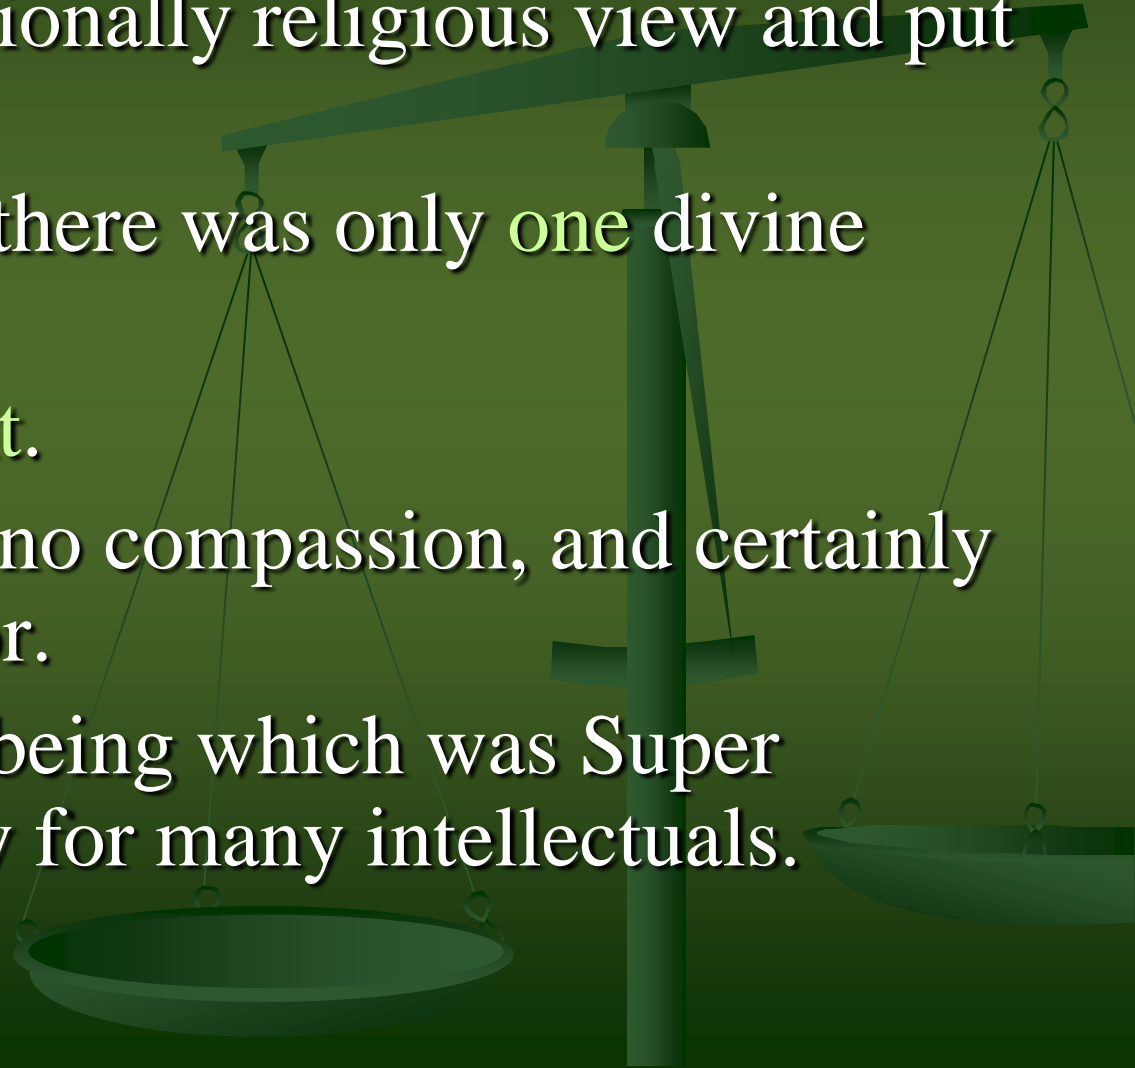 religious view and put
there was only one divine
no compassion, and certainly
being which was Super
for many intellectuals.